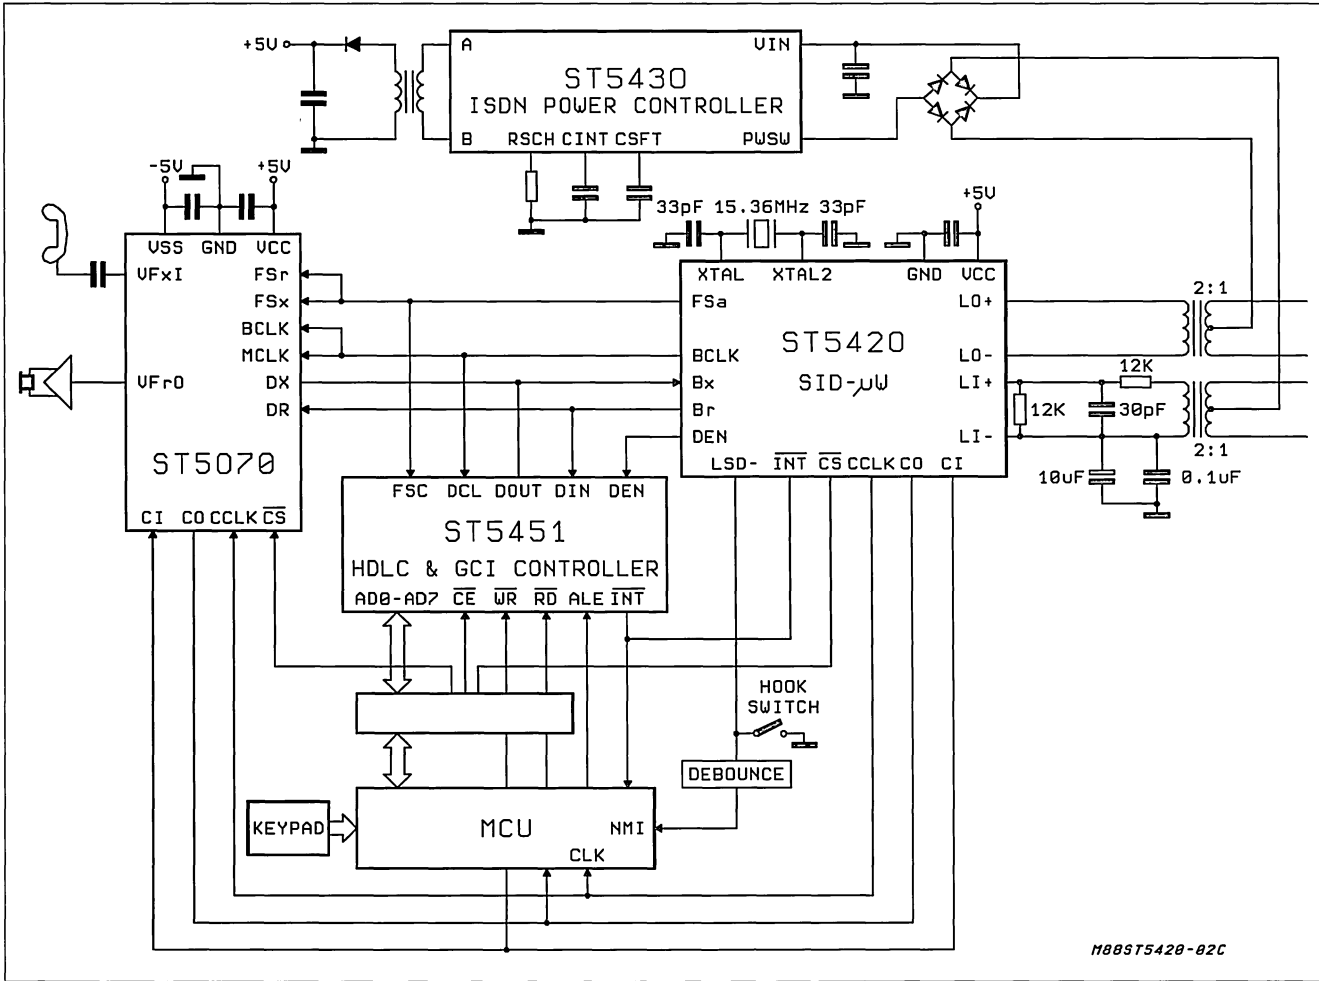 +5V
A
VIN
ST5430
ISDN POWER CONTROLLER
B
RSCH CINT CSFT
PWSW
-5V
+5V
33pF 15.36MHz 33pF
+5V
VSS GND VCC
VFxI
FSr
FSx
BCLK
MCLK
VFrO
DX
DR
ST5070
CI CO CCLK CS
XTAL XTAL2 GND VCC
FSa
LO+
BCLK
ST5420
LO-
Bx
SID-µW
LI+
Br
DEN
LI-
LSD- INT CS CCLK CO CI
2:1
12K
12K
30pF
2:1
10uF
0.1uF
FSC DCL DOUT DIN DEN
ST5451
HDLC & GCI CONTROLLER
AD0-AD7 CE WR RD ALE INT
HOOK
SWITCH
DEBOUNCE
KEYPAD
MCU
NMI
CLK
M88ST5420-02C